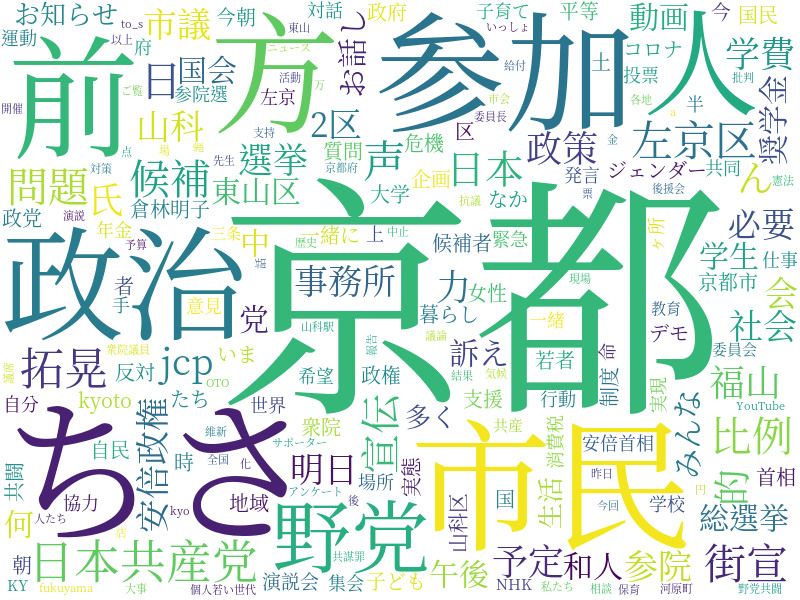 お知らせ
to_s
今朝
対話
子育て
平等
今
国民
運動
以上
府
市議
政府
動画
東山
ニュース
いっしょ
前
方
参加
人
国会
お話し
コロナ
学費
日
参院選
活動
万
給付
土
投票
批判
開催
ご覧
左京
市会
各地
a
半
奨学金
山科
2区
区
委員長
政策
左京区
金
候補
選挙
支持
質問
声
危機
日本
発言
ジェンダー
共同
点
場
対策
先生
京都府
問題
東山区
大学
企画
抗議
なか
票
後援会
ん
憲法
氏
倉林明子
政党
演説
年金
三条
一緒に
上
候補者
緊急
ヶ所
必要
政治
京都
中
歴史
中止
予算
者
事務所
力
女性
現場
学生
仕事
手
意見
党
暮らし
教育
京都市
会
山科駅
一緒
デモ
社会
衆院議員
議論
委員会
拓晃
jcp
いま
報告
訴え
若者
命
議席
反対
OTO
希望
政権
結果
気候
制度
実現
福山
自分
kyoto
たち
世界
宣伝
多く
支援
行動
YouTube
ちさ
安倍政権
衆院
市民
共産
消費税
安倍首相
みんな
比例
自民
時
維新
サポーター
全国
化
明日
場所
実態
昨日
的
首相
共闘
協力
地域
アンケート
国
生活
円
何
人たち
kyo
後
野党
山科区
学校
今回
総選挙
店
朝
日本共産党
共謀罪
午後
予定
和人
参院
街宣
KY
fukuyama
大事
個人
若い世代
演説会
集会
子ども
NHK
私たち
相談
保育
河原町
野党共闘